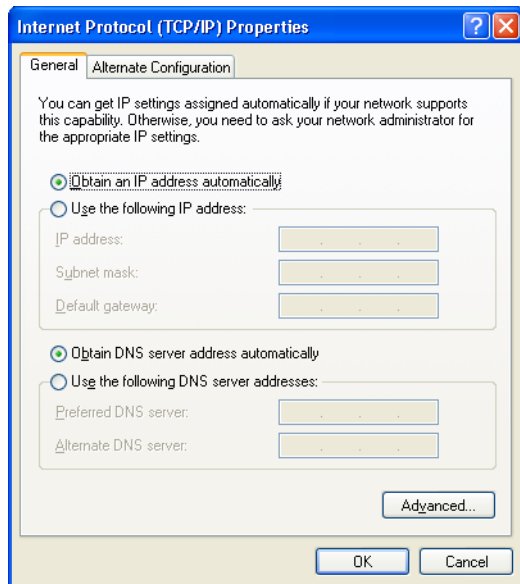 Internet Protocol (TCP/IP) Properties
General
Alternate Configuration
You can get IP settings assigned automatically if your network supports
this capability. Otherwise, you need to ask your network administrator for
the appropriate IP settings.
Obtain an IP address automatically
Use the following IP address:
IP address:
Subnet mask:
Default gateway:
Obtain DNS server address automatically
Use the following DNS server addresses:
Preferred DNS server:
Alternate DNS server:
Advanced...
OK
Cancel